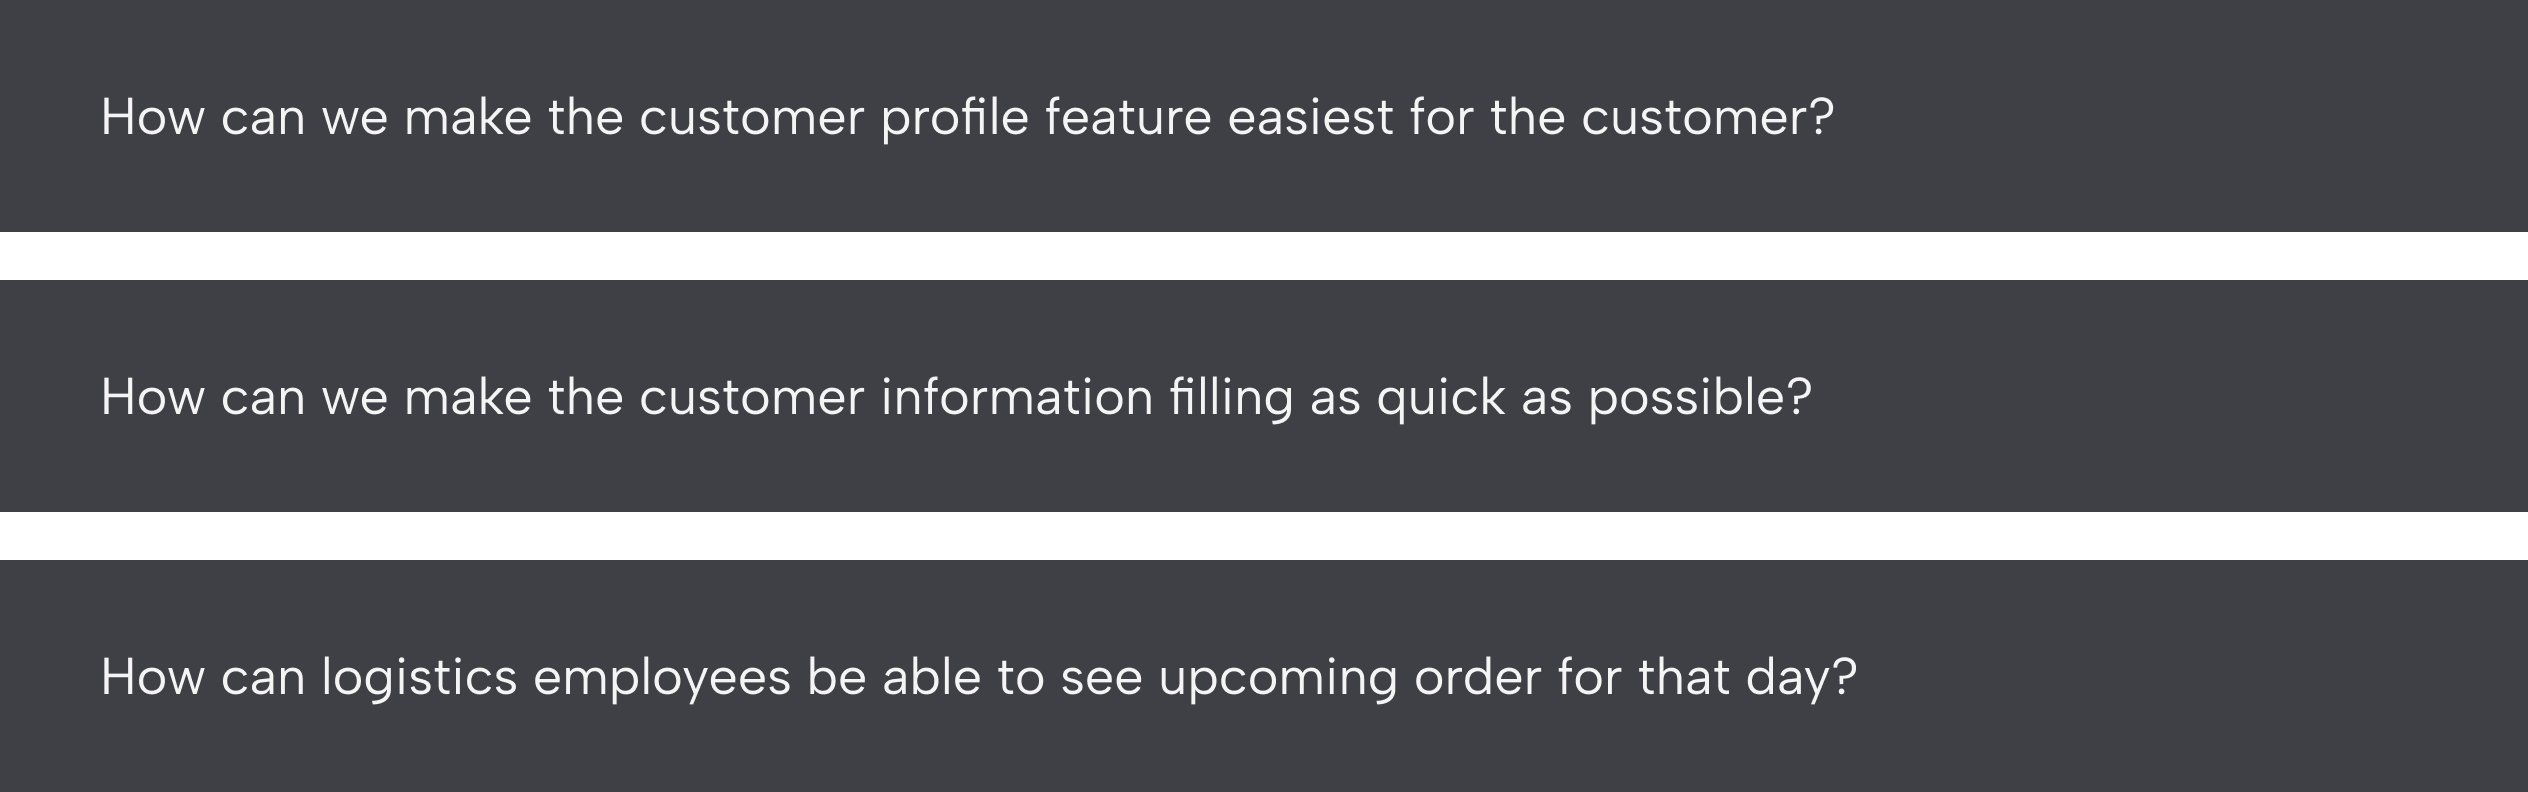 How can we make the customer profile feature easiest for the customer?
How can we make the customer information filling as quick as possible?
How can logistics employees be able to see upcoming order for that day?